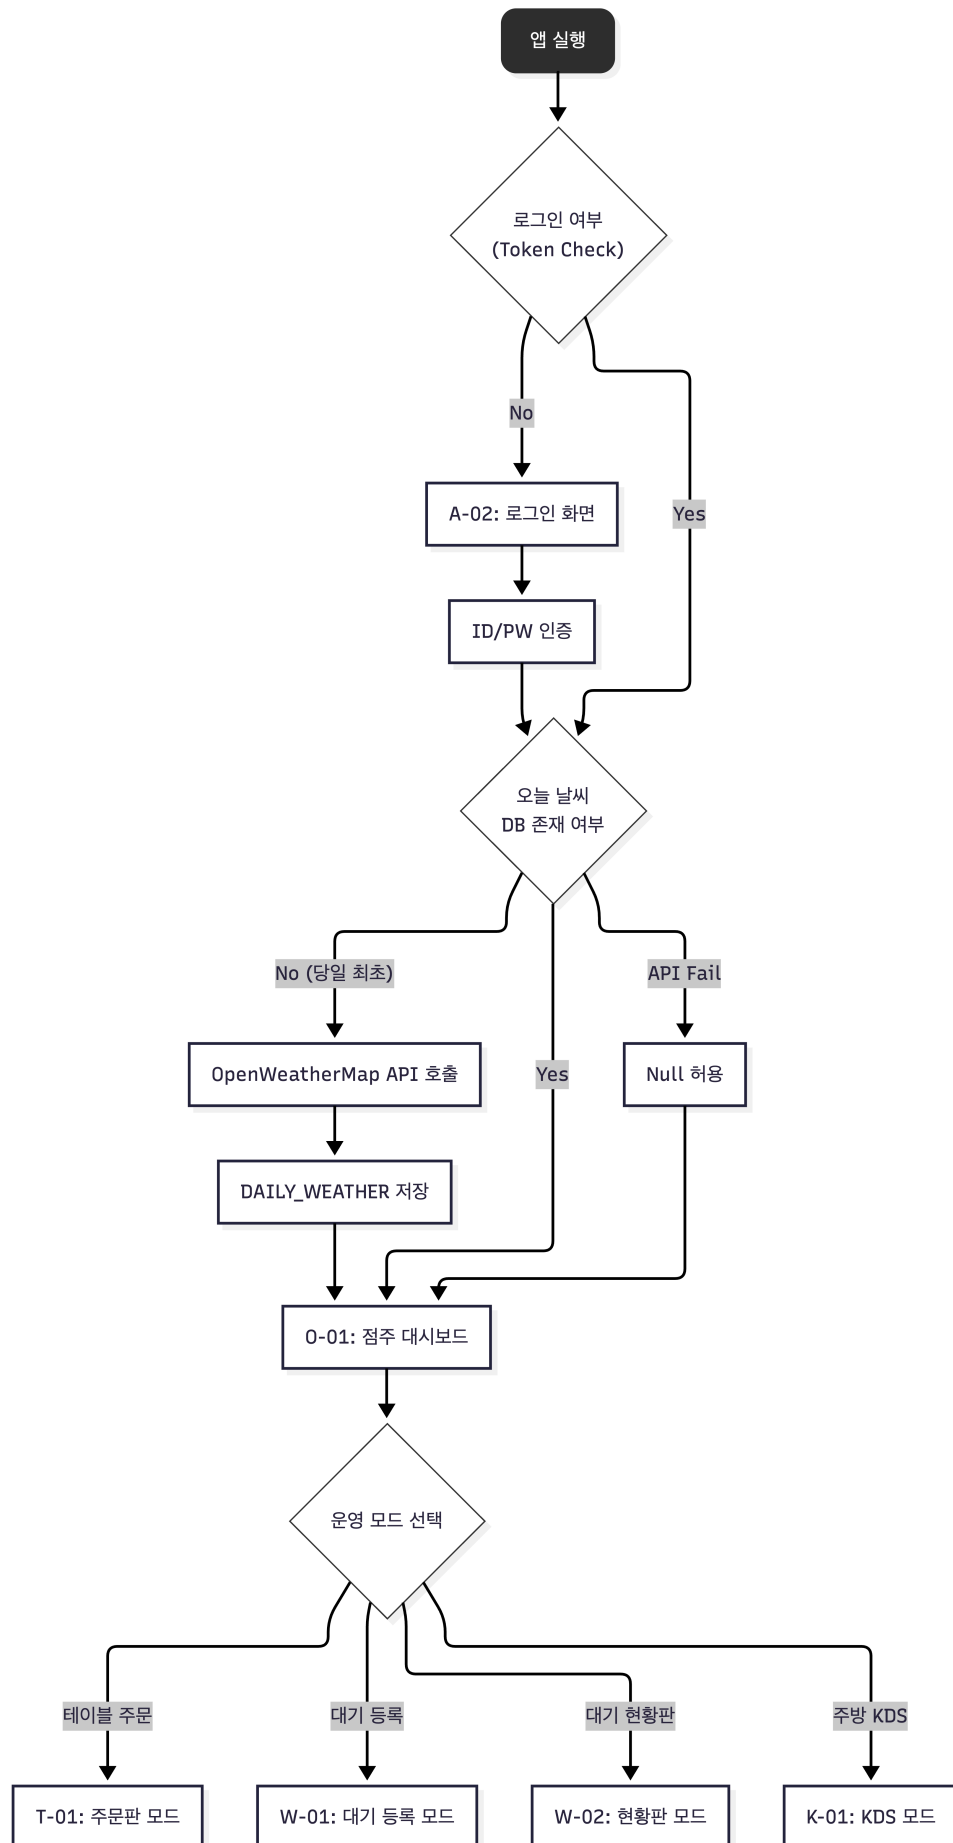 앱 실행
로그인 여부
(Token Check)
No
A-02: 로그인 화면
Yes
ID/PW 인증
오늘 날씨
DB 존재 여부
No (당일 최초)
API Fail
OpenWeatherMap API 호출
Yes
Null 허용
DAILY_WEATHER 저장
O-01: 점주 대시보드
운영 모드 선택
테이블 주문
대기 등록
대기 현황판
주방 KDS
T-01: 주문판 모드
W-01: 대기 등록 모드
W-02: 현황판 모드
K-01: KDS 모드